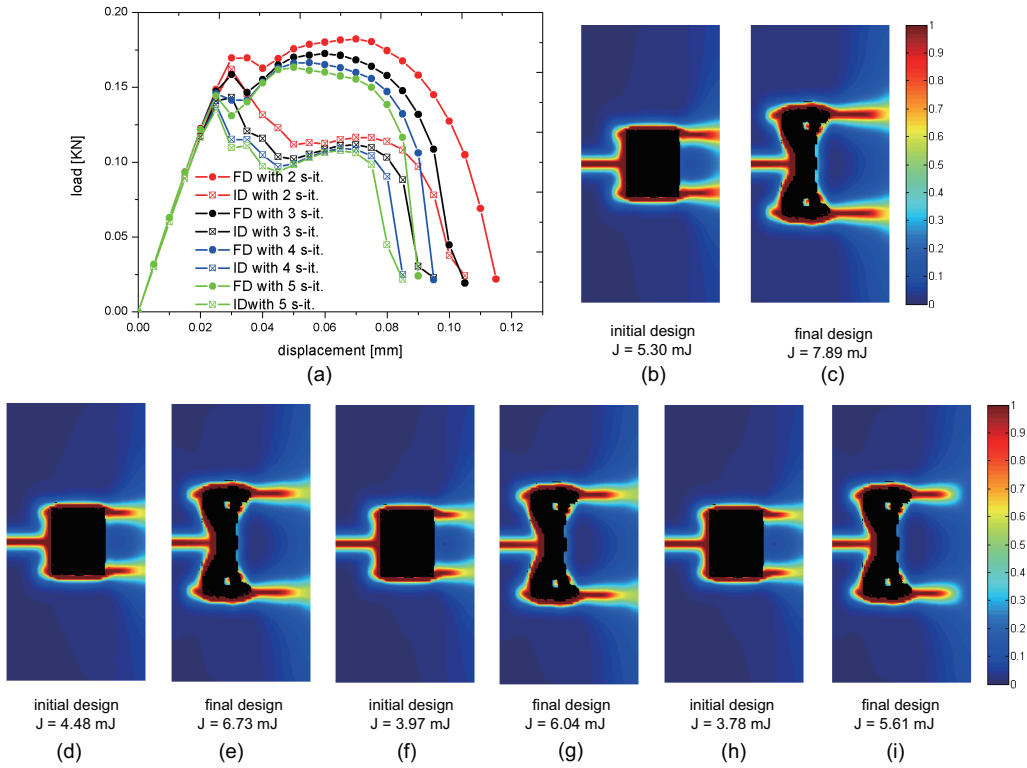 0.20
0.15
0.10
0.05
0.00
load [KN]
FD with 2 s-it.
ID with 2 s-it.
FD with 3 s-it.
ID with 3 s-it.
FD with 4 s-it.
ID with 4 s-it.
FD with 5 s-it.
IDwith 5 s-it.
0.00 0.02 0.04 0.06 0.08 0.10 0.12
displacement [mm]
(a)
initial design
J = 5.30 mJ
(b)
final design
J = 7.89 mJ
(c)
1
0.9
0.8
0.7
0.6
0.5
0.4
0.3
0.2
0.1
0
initial design
J = 4.48 mJ
(d)
final design
J = 6.73 mJ
(e)
initial design
J = 3.97 mJ
(f)
final design
J = 6.04 mJ
(g)
initial design
J = 3.78 mJ
(h)
final design
J = 5.61 mJ
(i)
1
0.9
0.8
0.7
0.6
0.5
0.4
0.3
0.2
0.1
0